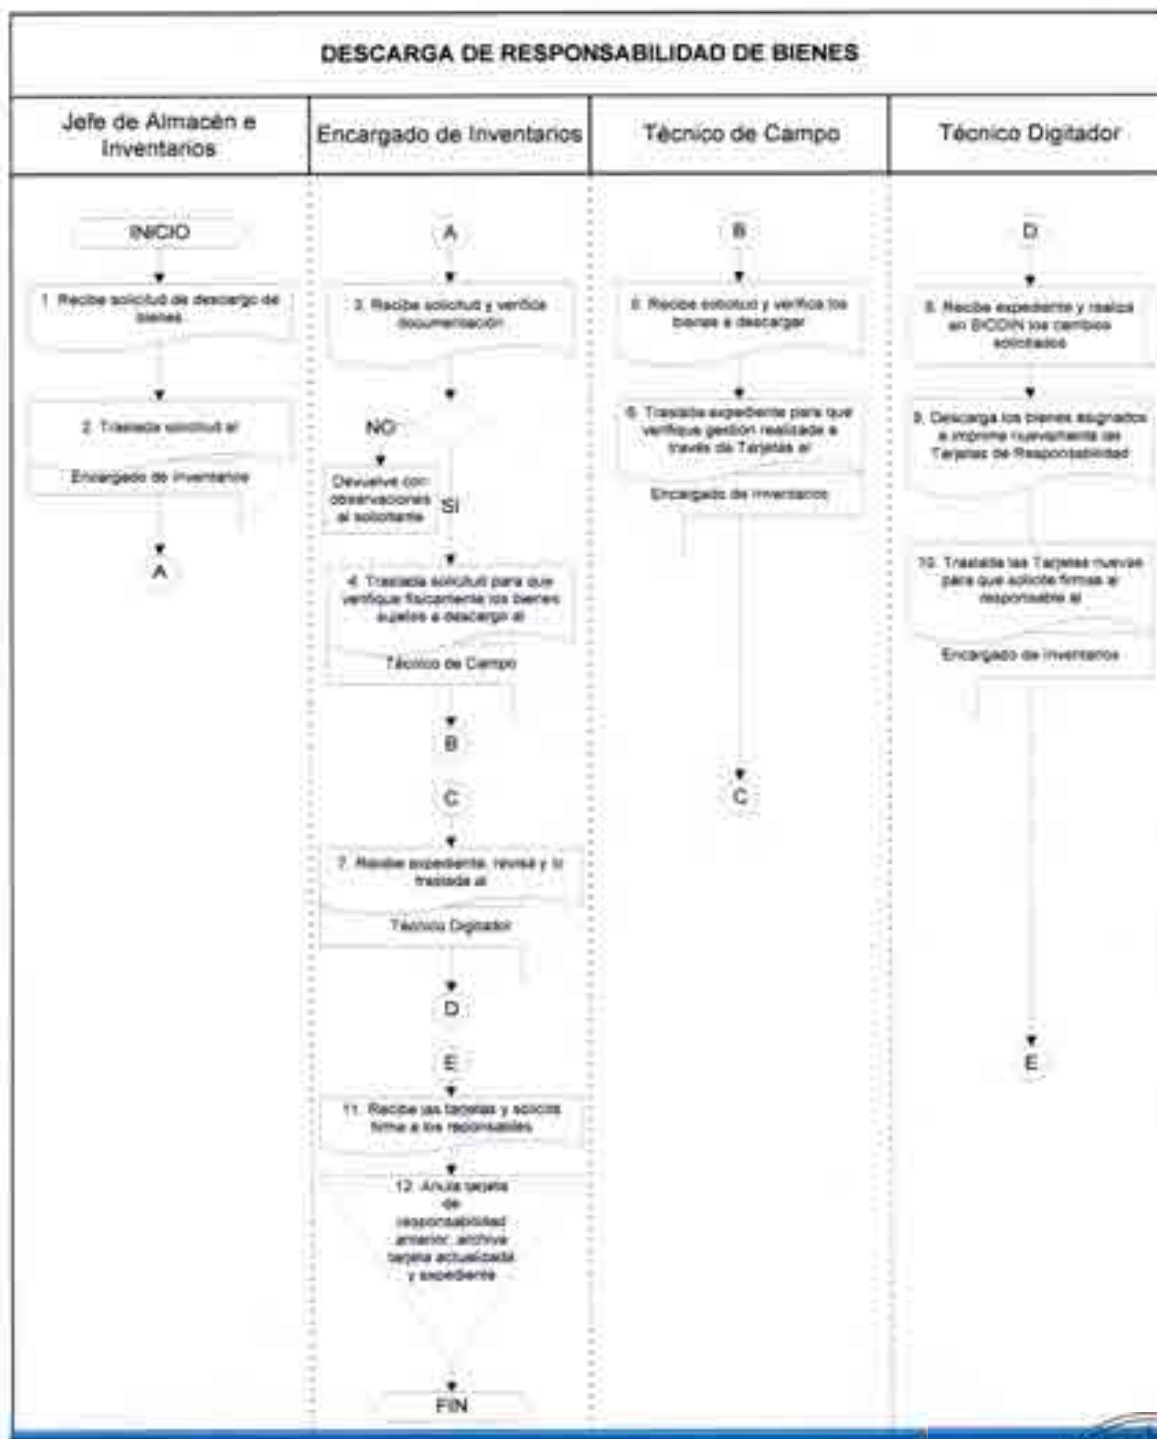 DESCARGA DE RESPONSABILIDAD DE BIENES
Jefe de Almacén e
Inventarios
Encargado de Inventarios
Técnico de Campo
Técnico Digitador
INICIO
1. Recibe solicitud de descargo de
bienes
2. Traslada solicitud al
Encargado de Inventarios
A
A
3. Recibe solicitud y verifica
documentación
NO
Devuelve con
observaciones
al solicitante
SI
4. Traslada solicitud para que
verifique físicamente los bienes
sujetos a descargo al
Técnico de Campo
B
C
7. Recibe expediente, revisa y lo
traslada al
Técnico Digitador
D
E
11. Recibe las tarjetas y solicita
firma a los reponsables
12. Anula tarjeta
de
responsabilidad
anterior, archiva
tarjeta actualizada
y expediente
FIN
B
5. Recibe solicitud y verifica los
bienes a descargar
6. Traslada expediente para que
verifique gestión realizada a
través de Tarjetas al
Encargado de Inventarios
C
D
8. Recibe expediente y realiza
en SICOIN los cambios
solicitados
9. Descarga los bienes asignados
e imprime nuevamente las
Tarjetas de Responsabilidad
10. Traslada las Tarjetas nuevas
para que solicite firmas al
responsable al
Encargado de Inventarios
E